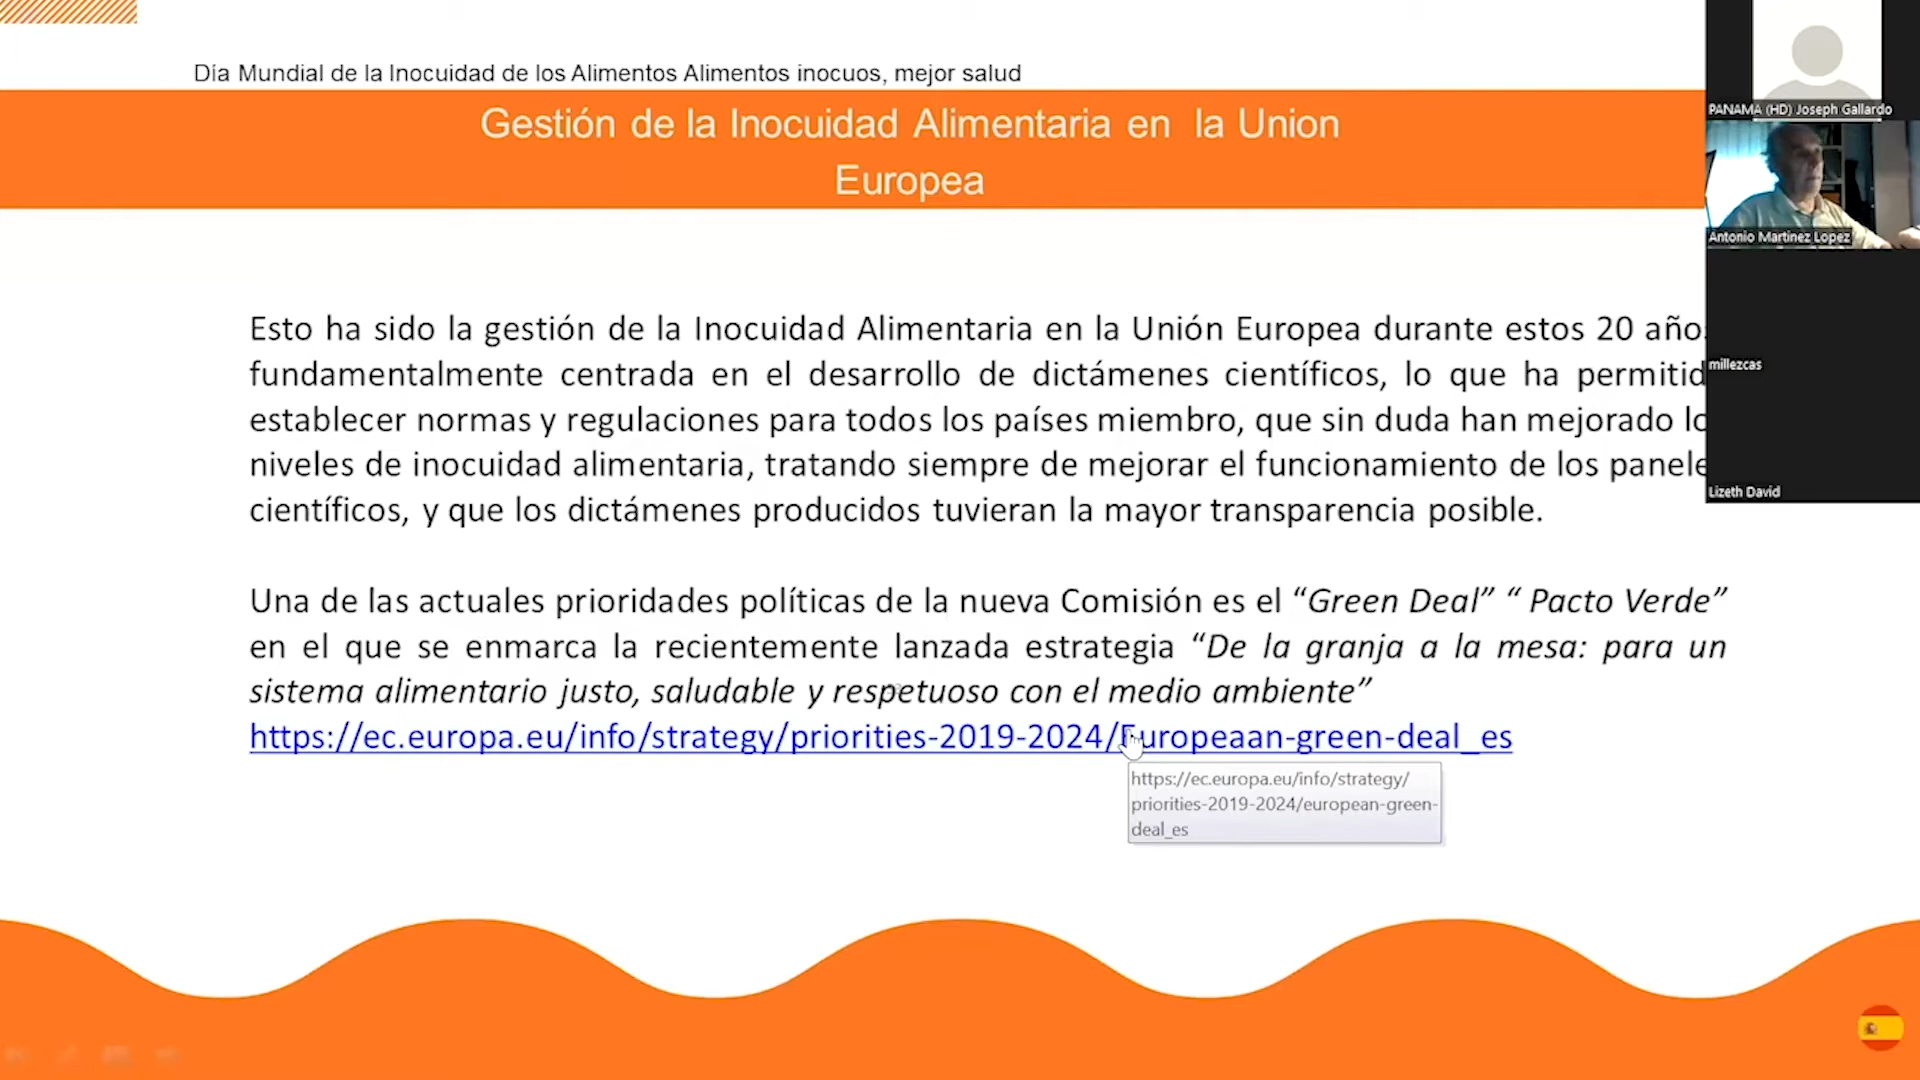 Día Mundial de la Inocuidad de los Alimentos Alimentos inocuos, mejor salud
Gestión de la Inocuidad Alimentaria en la Union
Europea
Esto ha sido la gestión de la Inocuidad Alimentaria en la Unión Europea durante estos 20 año
fundamentalmente centrada en el desarrollo de dictámenes científicos, lo que ha permitid
establecer normas y regulaciones para todos los países miembro, que sin duda han mejorado lo
niveles de inocuidad alimentaria, tratando siempre de mejorar el funcionamiento de los panele
científicos, y que los dictámenes producidos tuvieran la mayor transparencia posible.
Una de las actuales prioridades políticas de la nueva Comisión es el “Green Deal” “ Pacto Verde”
en el que se enmarca la recientemente lanzada estrategia “De la granja a la mesa: para un
sistema alimentario justo, saludable y respetuoso con el medio ambiente”
https://ec.europa.eu/info/strategy/priorities-2019-2024/Europeaan-green-deal_es
https://ec.europa.eu/info/strategy/
priorities-2019-2024/european-green-
deal_es
PANAMA (HD) Joseph Gallardo
Antonio Martinez Lopez
millezcas
Lizeth David